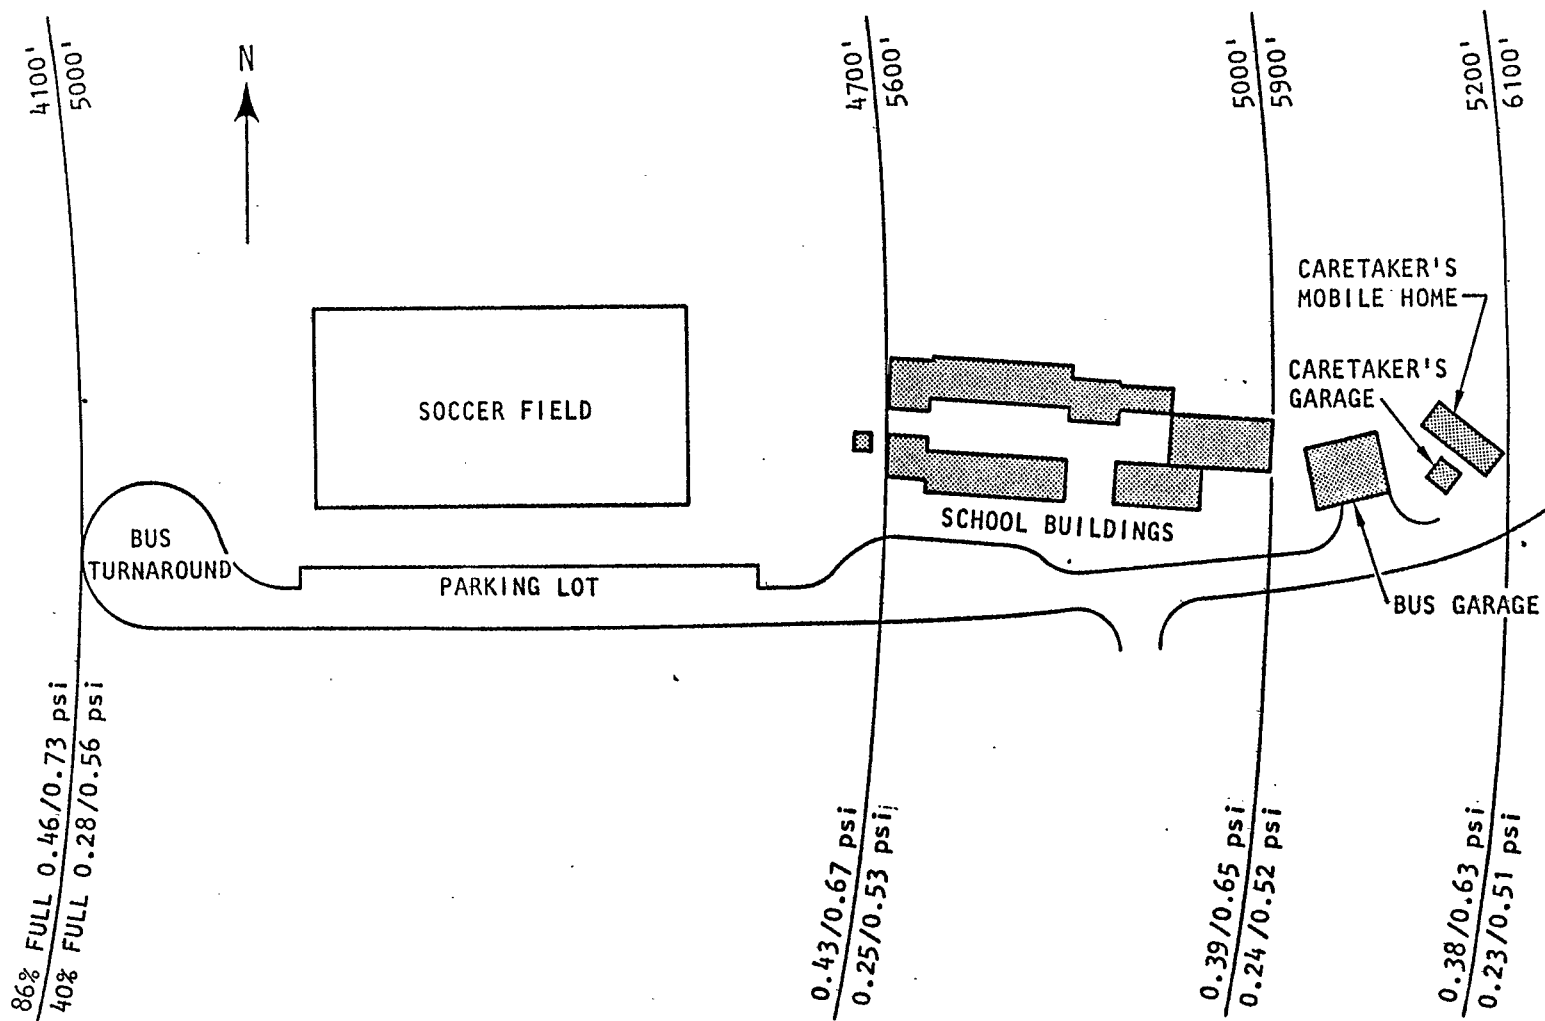 4100'
5000'
N
4700'
5600'
5000'
5900'
5200'
6100'
CARETAKER'S
MOBILE HOME
CARETAKER'S
GARAGE
SOCCER FIELD
SCHOOL BUILDINGS
BUS
TURNAROUND
PARKING LOT
BUS GARAGE
86% FULL 0.46/0.73 psi
40% FULL 0.28/0.56 psi
0.43/0.67 psi
0.25/0.53 psi
0.39/0.65 psi
0.24/0.52 psi
0.38/0.63 psi
0.23/0.51 psi